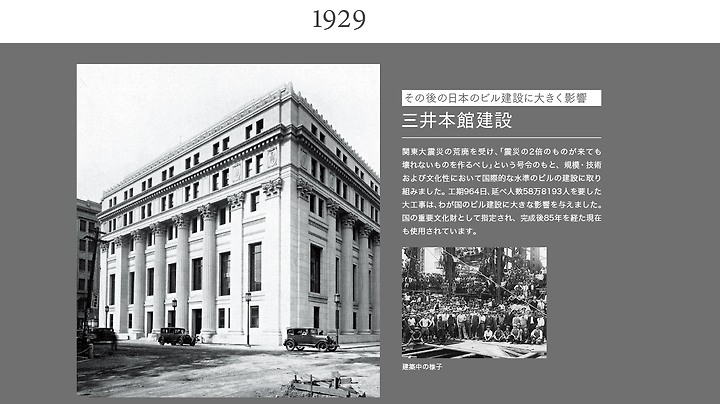 1929
その後の日本のビル建設に大きく影響
三井本館建設
関東大震災の荒廃を受け、「震災の2倍のものが来ても
壊れないものを作るべし」という号令のもと、規模・技術
および文化性において国際的な水準のビルの建設に取り
組みました。工期964日、延べ人数58万8193人を要した
大工事は、わが国のビル建設に大きな影響を与えました。
国の重要文化財として指定され、完成後85年を経た現在
も使用されています。
建築中の様子